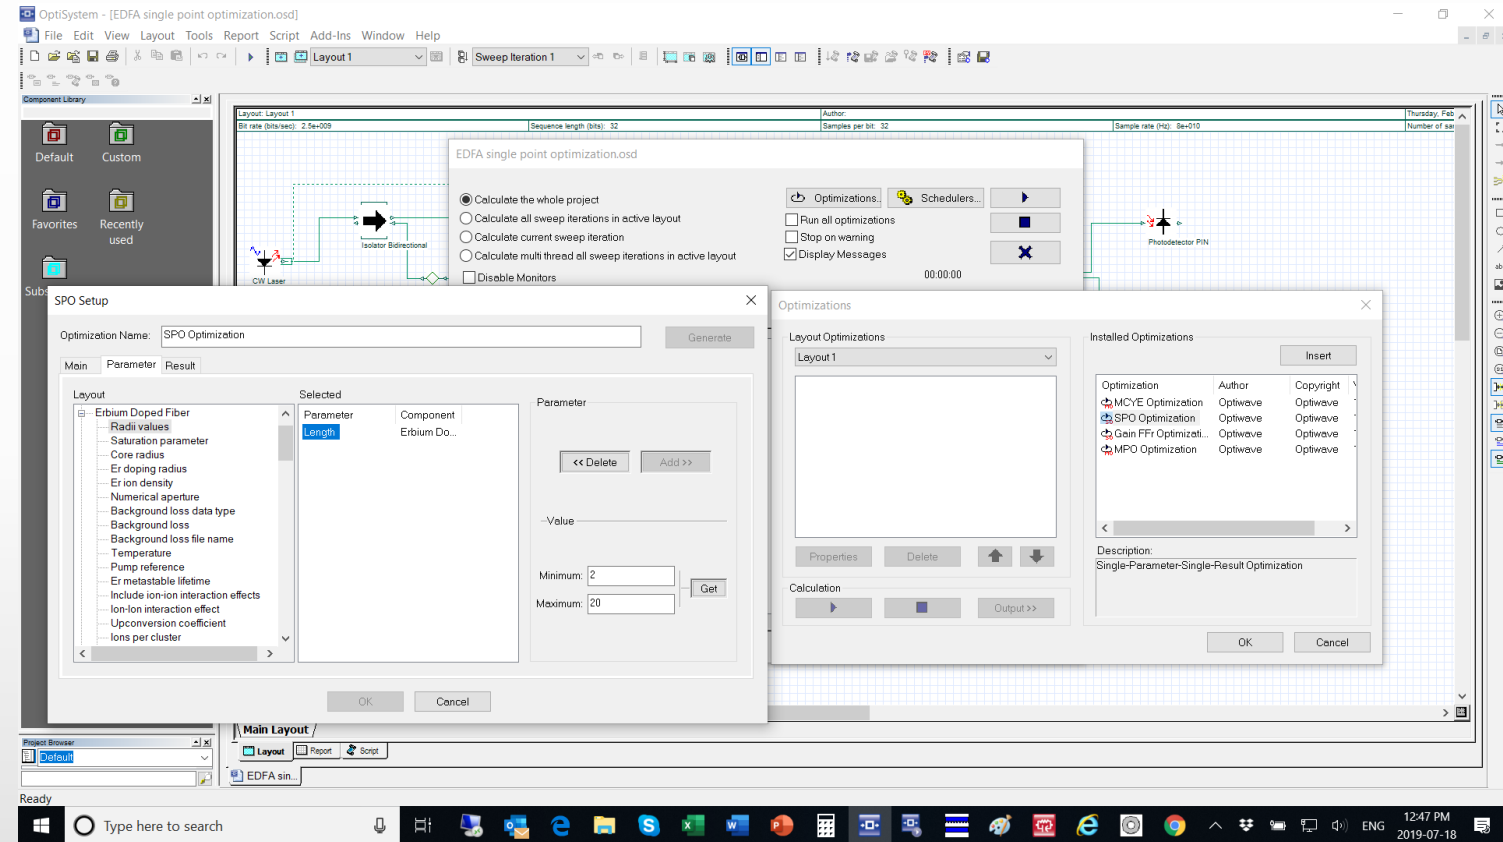 OptiSystem - [EDFA single point optimization.osd]
File Edit View Layout Tools Report Script Add-Ins Window Help
Layout 1
Sweep Iteration 1
Component Library
Default
Custom
Favorites
Recently used
Subs
Layout: Layout 1
Author:
Thursday, Feb
Bit rate (bits/sec): 2.5e+009
Sequence length (bits): 32
Samples per bit: 32
Sample rate (Hz): 8e+010
Number of sar
Isolator Bidirectional
CW Laser
Photodetector PIN
EDFA single point optimization.osd
Calculate the whole project
Calculate all sweep iterations in active layout
Calculate current sweep iteration
Calculate multi thread all sweep iterations in active layout
Disable Monitors
Optimizations..
Schedulers...
Run all optimizations
Stop on warning
Display Messages
00:00:00
SPO Setup
Optimization Name: SPO Optimization
Generate
Main Parameter Result
Layout
Erbium Doped Fiber
Radii values
Saturation parameter
Core radius
Er doping radius
Er ion density
Numerical aperture
Background loss data type
Background loss
Background loss file name
Temperature
Pump reference
Er metastable lifetime
Include ion-ion interaction effects
Ion-Ion interaction effect
Upconversion coefficient
Ions per cluster
Selected
Parameter Component
Length Erbium Do...
Parameter
<< Delete
Add >>
Value
Minimum: 2
Maximum: 20
Get
OK
Cancel
Optimizations
Layout Optimizations
Layout 1
Properties
Delete
Calculation
Output >>
Installed Optimizations
Insert
Optimization Author Copyright
MCYE Optimization Optiwave Optiwave
SPO Optimization Optiwave Optiwave
Gain FFr Optimizati... Optiwave Optiwave
MPO Optimization Optiwave Optiwave
Description:
Single-Parameter-Single-Result Optimization
OK
Cancel
Main Layout
Layout
Report
Script
EDFA sin...
Project Browser
Default
Ready
Type here to search
ENG
12:47 PM
2019-07-18